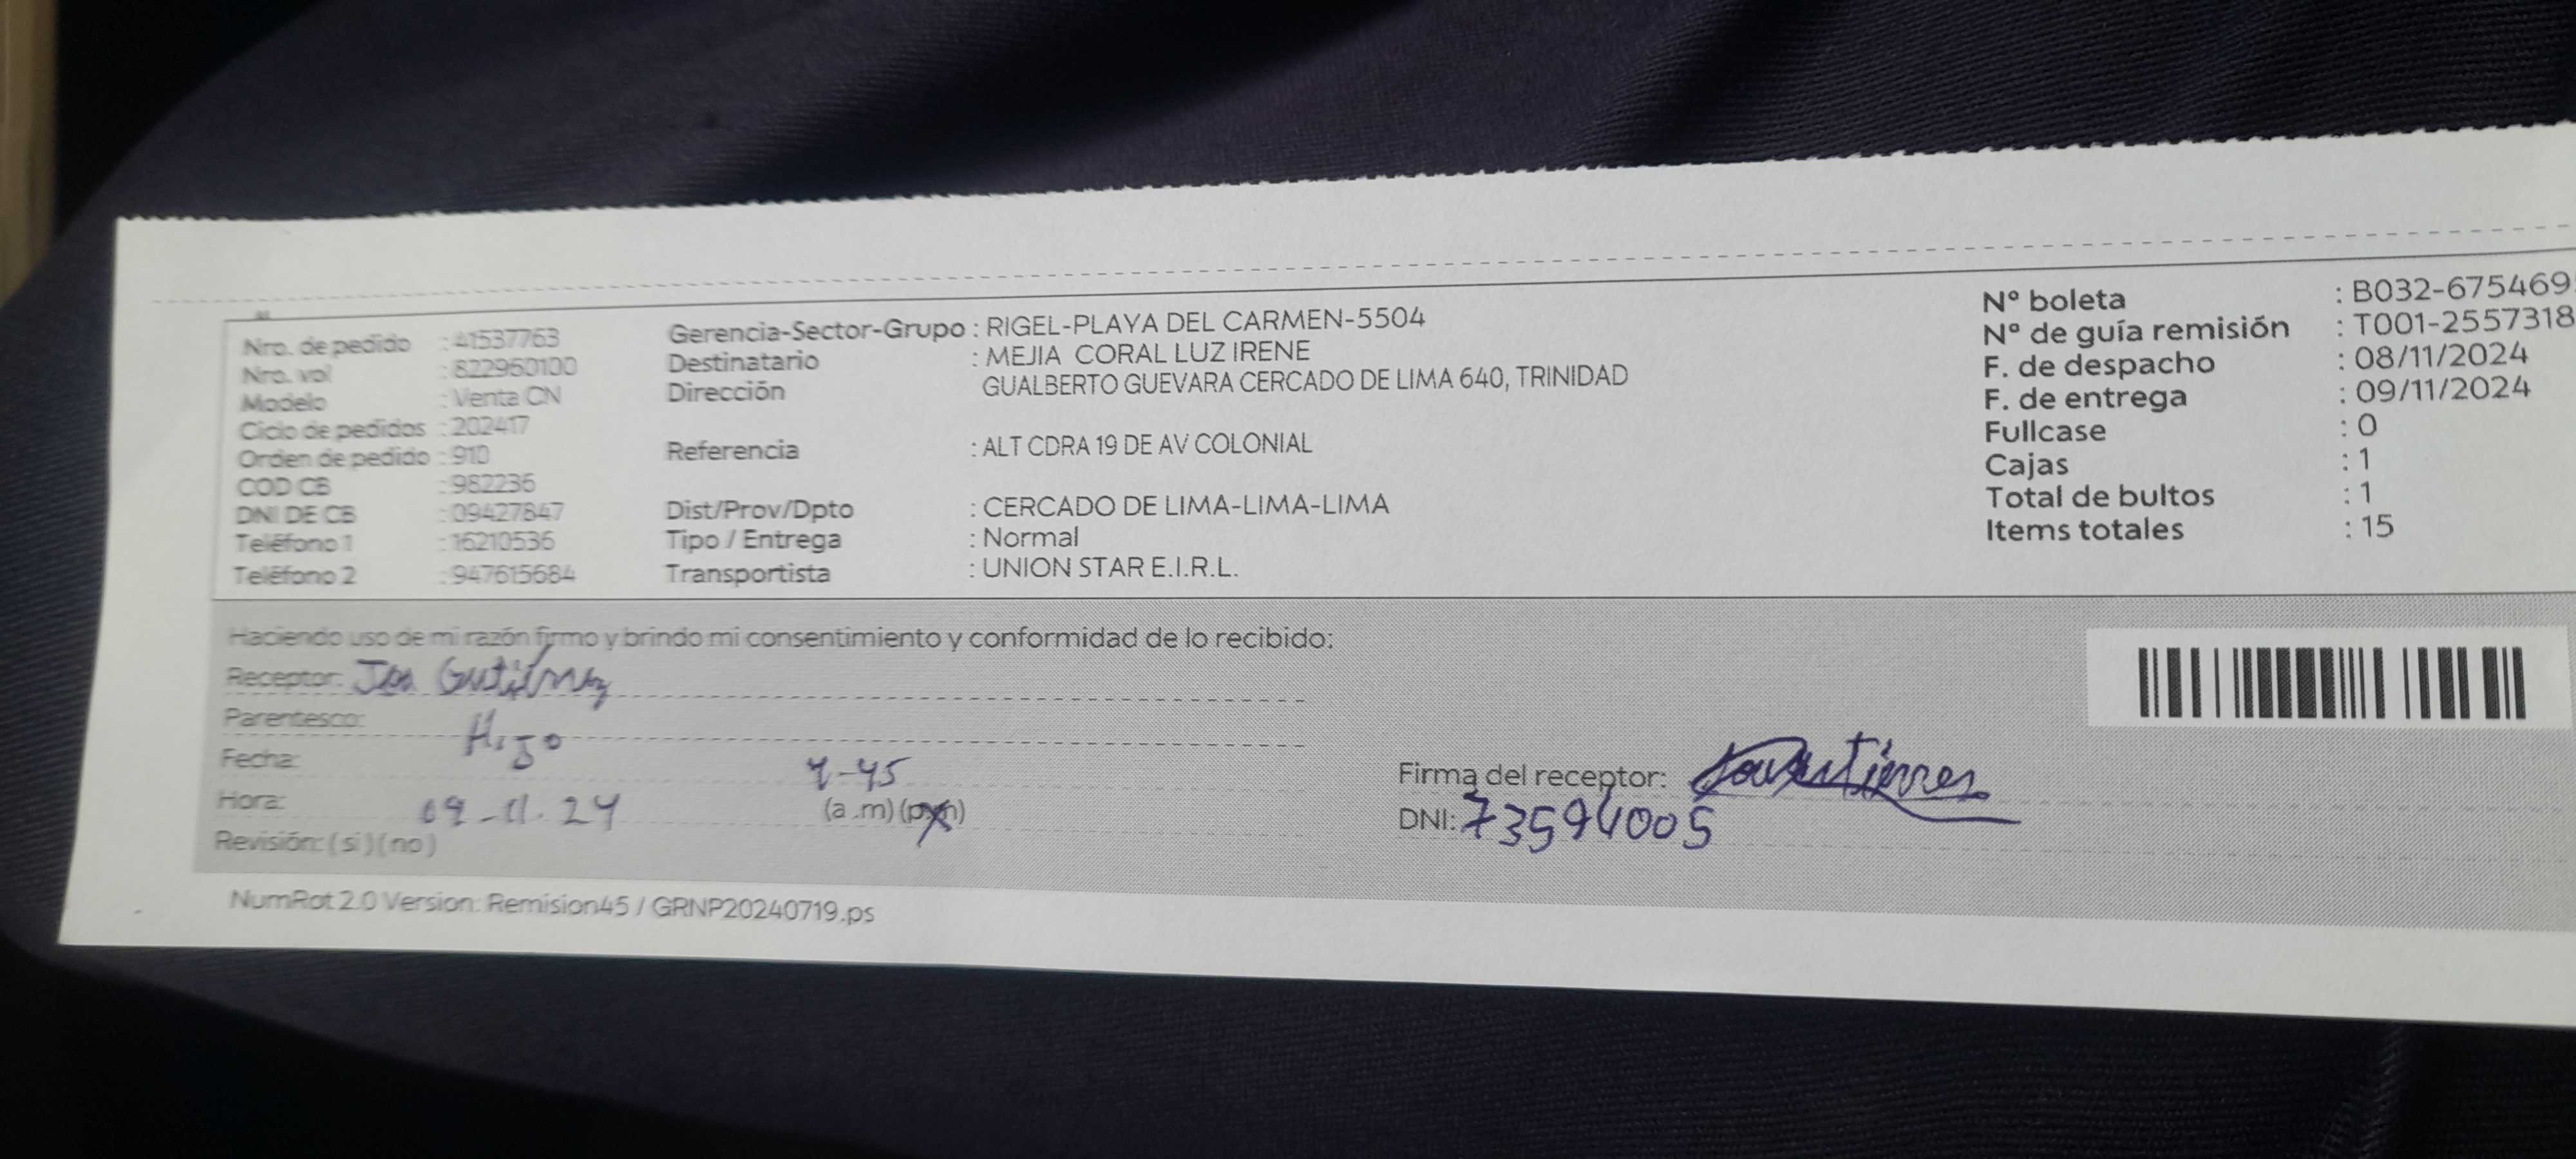 Nro. de pedido : 41537763
Nro. vol : 822960100
Modelo : Venta CN
Ciclo de pedidos : 202417
Orden de pedido : 910
COD CB : 982236
DNI DE CB : 09427847
Teléfono 1 : 16210536
Teléfono 2 : 947615684
Gerencia-Sector-Grupo : RIGEL-PLAYA DEL CARMEN-5504
Destinatario : MEJIA CORAL LUZ IRENE
Dirección GUALBERTO GUEVARA CERCADO DE LIMA 640, TRINIDAD
Referencia : ALT CDRA 19 DE AV COLONIAL
Dist/Prov/Dpto : CERCADO DE LIMA-LIMA-LIMA
Tipo / Entrega : Normal
Transportista : UNION STAR E.I.R.L.
N° boleta : B032-675469
N° de guía remisión : T001-2557318
F. de despacho : 08/11/2024
F. de entrega : 09/11/2024
Fullcase : 0
Cajas : 1
Total de bultos : 1
Items totales : 15
Haciendo uso de mi razón firmo y brindo mi consentimiento y conformidad de lo recibido:
Receptor: Gutiérrez
Parentesco: Hijo
Fecha:
Hora: 09-11-24 (a.m) (p.m)
Revisión: (si) (no)
Firma del receptor:
DNI: 73594005
NumRot 2.0 Version: Remision45 / GRNP20240719.ps